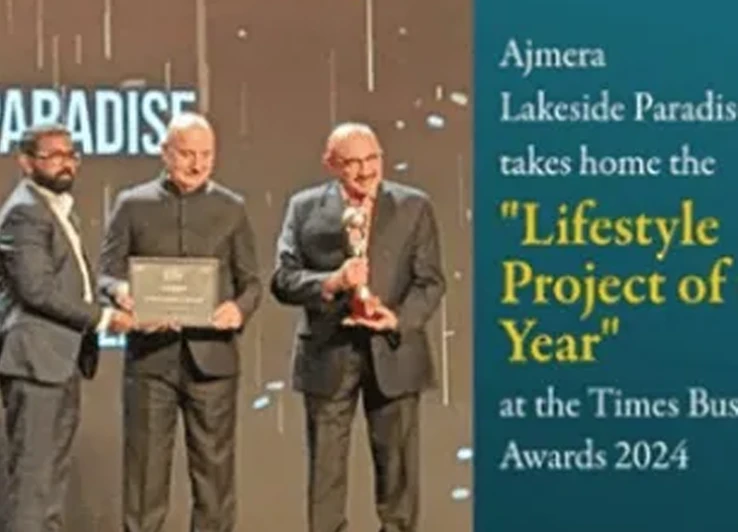 PARADISE
Ajmera
Lakeside Paradis
takes home the
"Lifestyle
Project of
Year"
at the Times Bus
Awards 2024